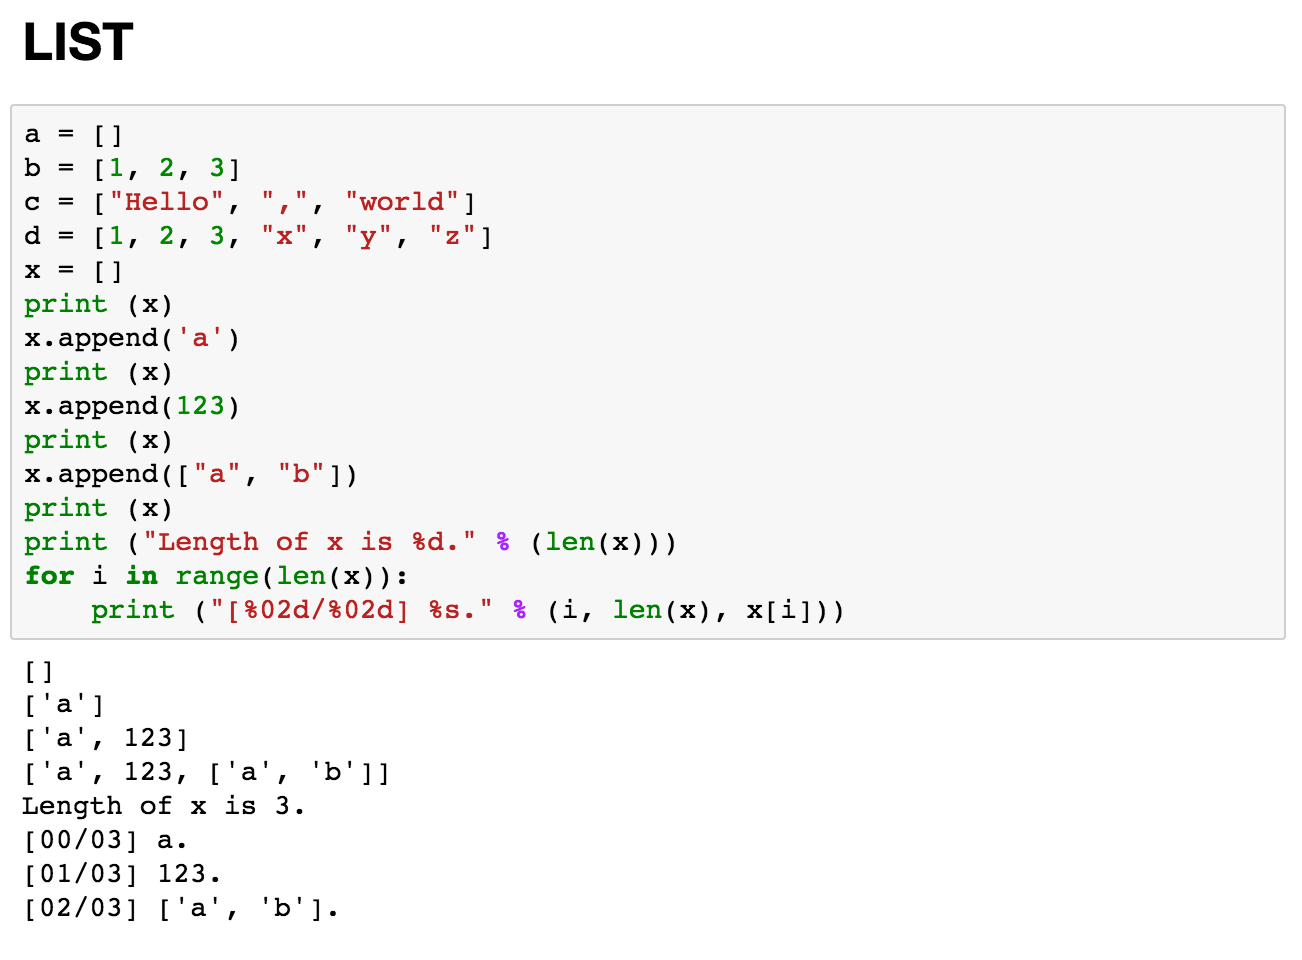 LIST
a = []
b = [1, 2, 3]
c = ["Hello", ",", "world"]
d = [1, 2, 3, "x", "y", "z"]
x = []
print (x)
x.append('a')
print (x)
x.append(123)
print (x)
x.append(["a", "b"])
print (x)
print ("Length of x is %d." % (len(x)))
for i in range(len(x)):
    print ("[%02d/%02d] %s." % (i, len(x), x[i]))
[]
['a']
['a', 123]
['a', 123, ['a', 'b']]
Length of x is 3.
[00/03] a.
[01/03] 123.
[02/03] ['a', 'b'].